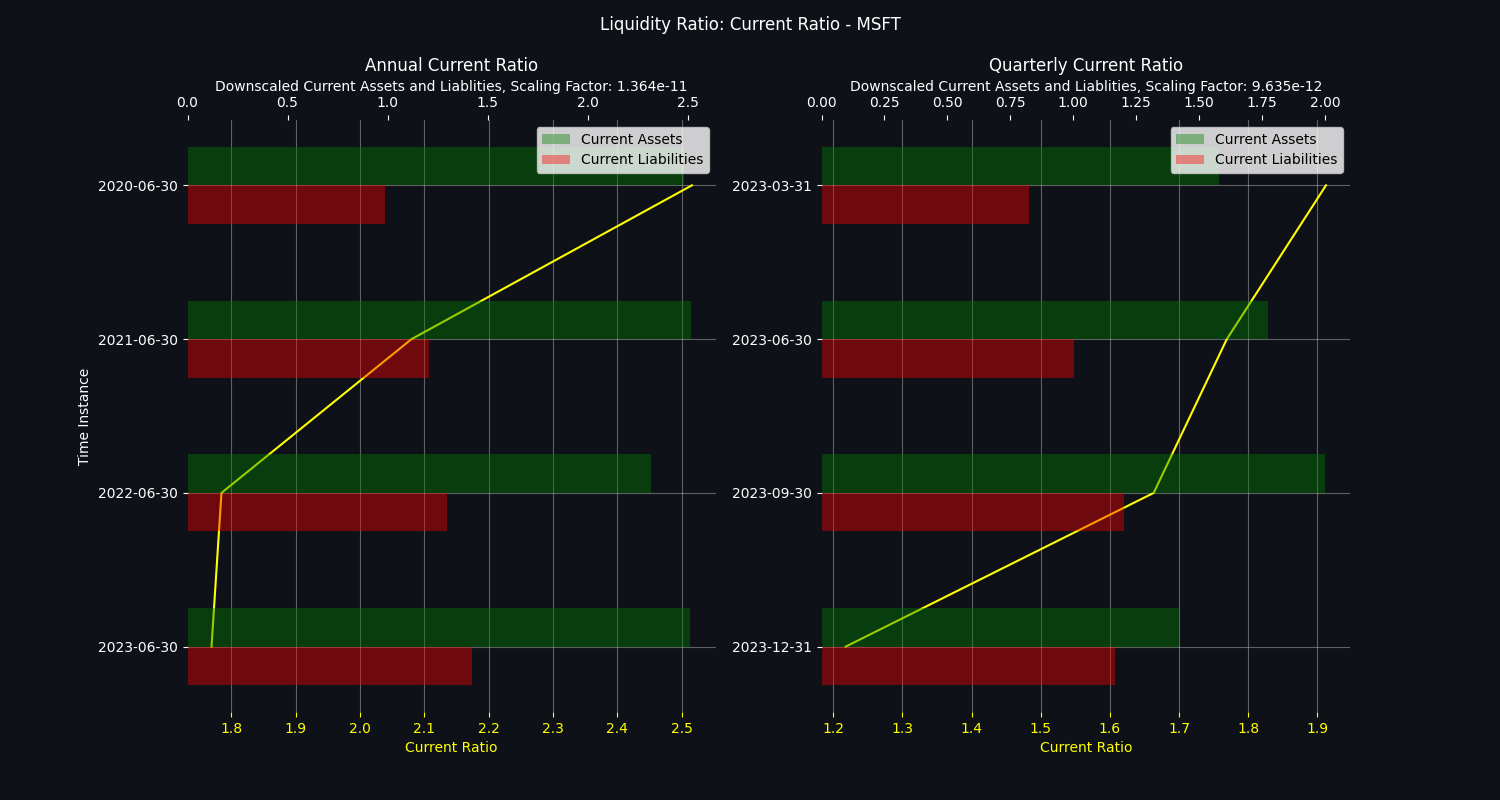 Liquidity Ratio: Current Ratio - MSFT
Annual Current Ratio
Downscaled Current Assets and Liablities, Scaling Factor: 1.364e-11
0.0 0.5 1.0 1.5 2.0 2.5
Current Assets
Current Liabilities
2020-06-30
2021-06-30
2022-06-30
2023-06-30
Time Instance
1.8 1.9 2.0 2.1 2.2 2.3 2.4 2.5
Current Ratio
Quarterly Current Ratio
Downscaled Current Assets and Liablities, Scaling Factor: 9.635e-12
0.00 0.25 0.50 0.75 1.00 1.25 1.50 1.75 2.00
Current Assets
Current Liabilities
2023-03-31
2023-06-30
2023-09-30
2023-12-31
1.2 1.3 1.4 1.5 1.6 1.7 1.8 1.9
Current Ratio